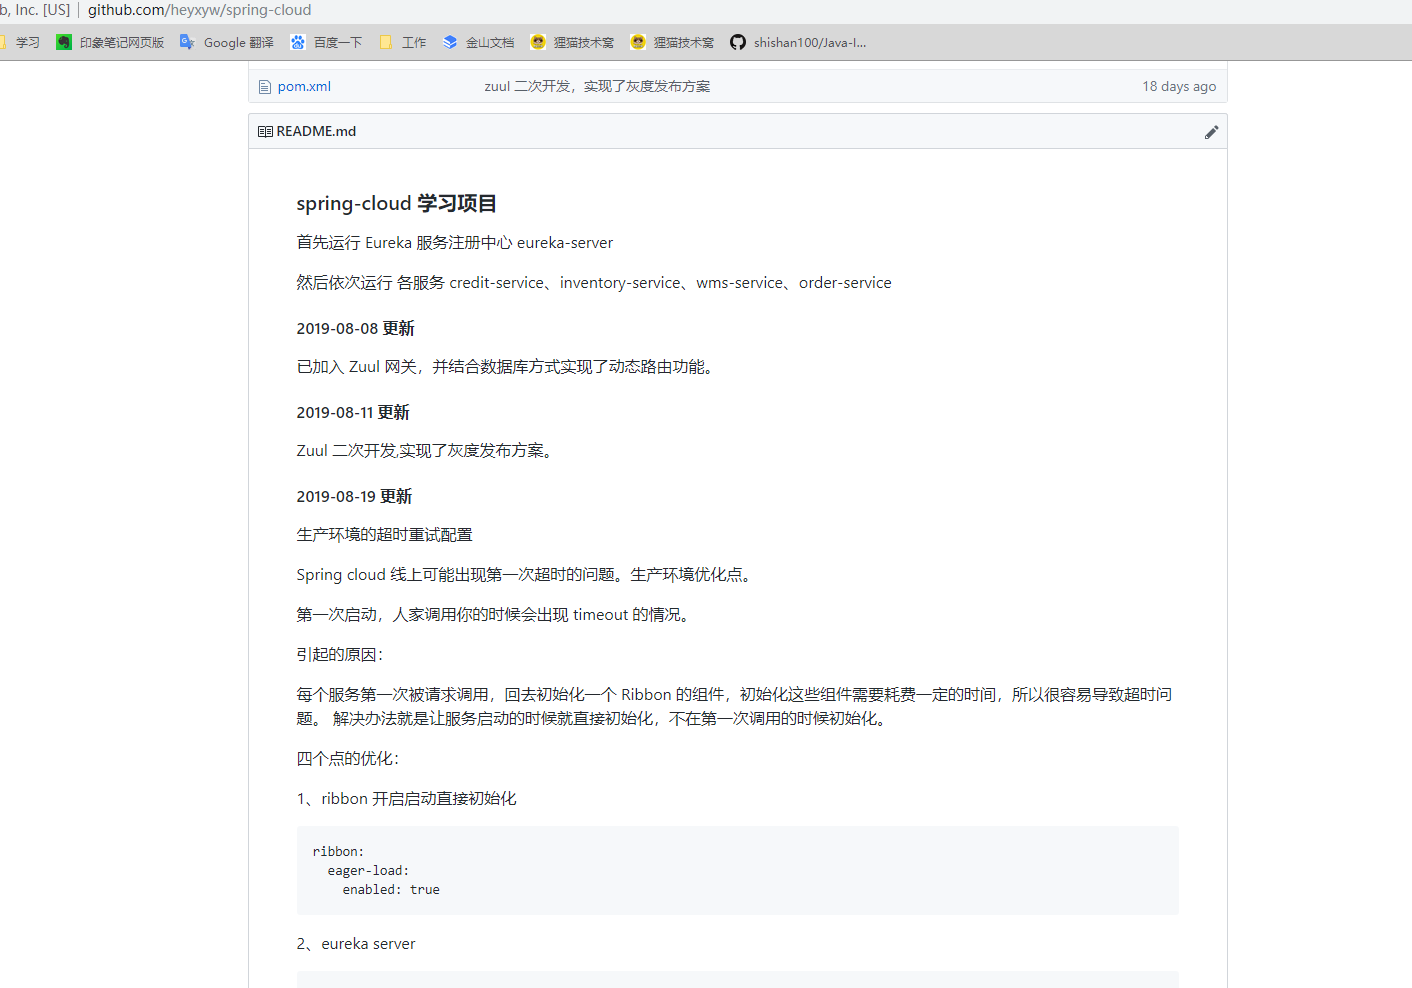 b, Inc. [US] | github.com/heyxyw/spring-cloud
学习 印象笔记网页版 Google 翻译 百度一下 工作 金山文档 狸猫技术窝 狸猫技术窝 shishan100/Java-I...
pom.xml zuul 二次开发，实现了灰度发布方案 18 days ago
README.md
spring-cloud 学习项目
首先运行 Eureka 服务注册中心 eureka-server
然后依次运行 各服务 credit-service、inventory-service、wms-service、order-service
2019-08-08 更新
已加入 Zuul 网关，并结合数据库方式实现了动态路由功能。
2019-08-11 更新
Zuul 二次开发,实现了灰度发布方案。
2019-08-19 更新
生产环境的超时重试配置
Spring cloud 线上可能出现第一次超时的问题。生产环境优化点。
第一次启动，人家调用你的时候会出现 timeout 的情况。
引起的原因：
每个服务第一次被请求调用，回去初始化一个 Ribbon 的组件，初始化这些组件需要耗费一定的时间，所以很容易导致超时问
题。 解决办法就是让服务启动的时候就直接初始化，不在第一次调用的时候初始化。
四个点的优化：
1、ribbon 开启启动直接初始化
ribbon:
  eager-load:
    enabled: true
2、eureka server